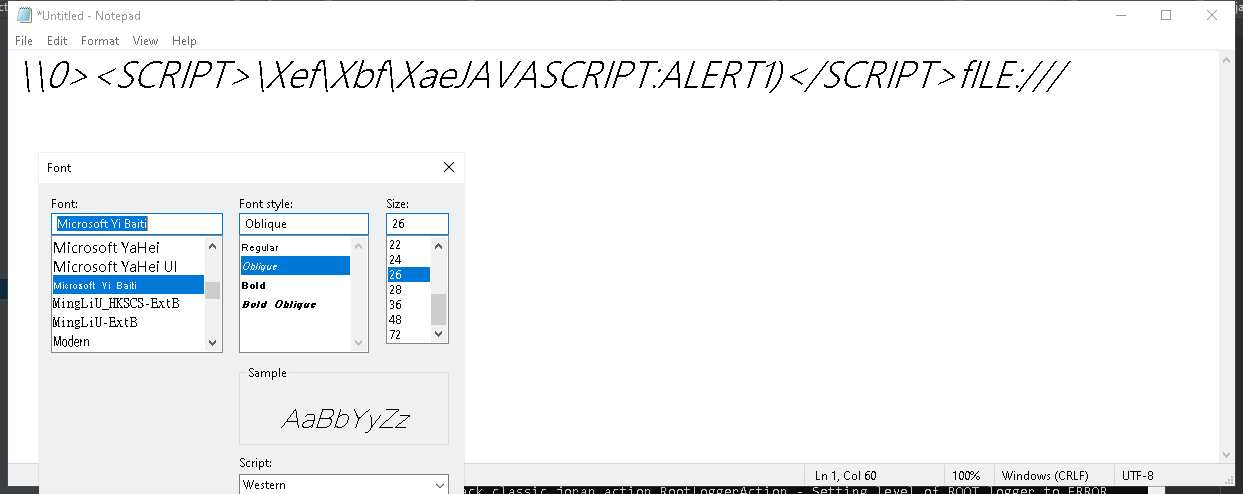 *Untitled - Notepad
File Edit Format View Help
\\0><SCRIPT>\Xef\Xbf\XaeJAVASCRIPT:ALERT1)</SCRIPT>fILE:///
Font
Font: Font style: Size:
Microsoft Yi Baiti Oblique 26
Microsoft YaHei
Microsoft YaHei UI
Microsoft Yi Baiti
MingLiU_HKSCS-ExtB
MingLiU-ExtB
Modern
Regular
Oblique
Bold
Bold Oblique
22
24
26
28
36
48
72
Sample
AaBbYyZz
Script:
Western
Ln 1, Col 60 100% Windows (CRLF) UTF-8
ack classic joran action RootLoggerAction - Setting level of ROOT logger to ERROR